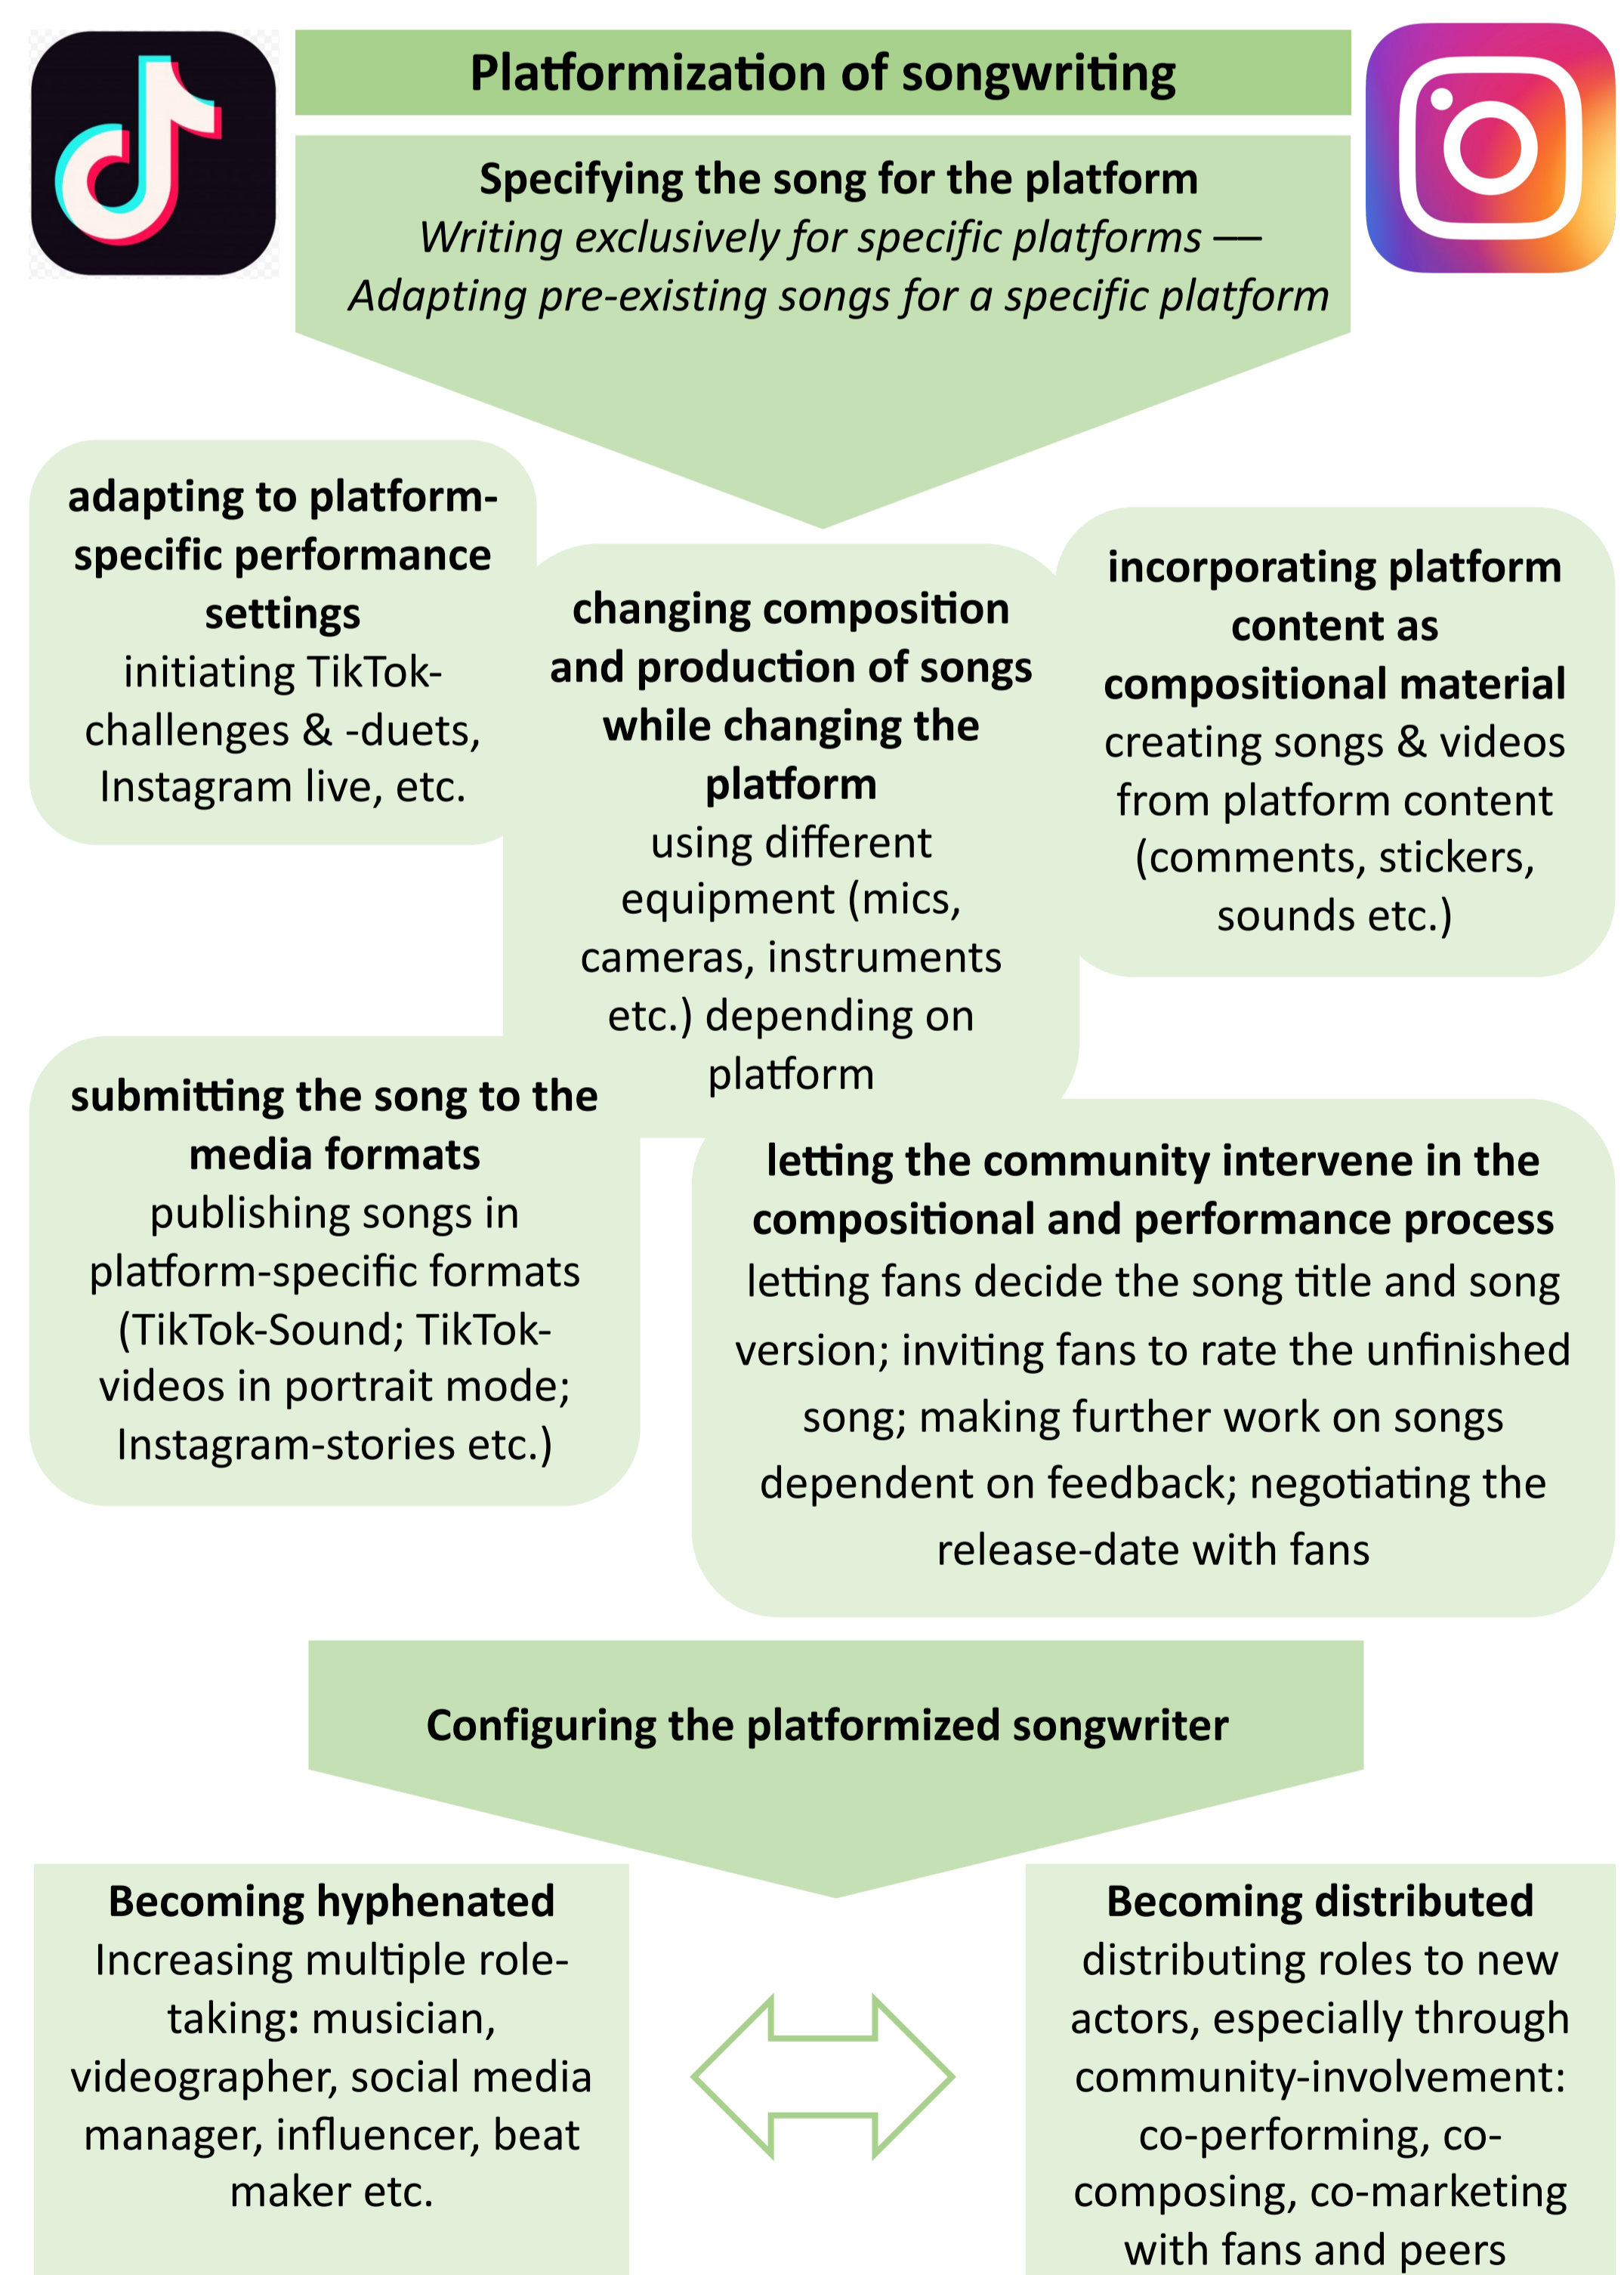 Platformization of songwriting
Specifying the song for the platform
Writing exclusively for specific platforms —
Adapting pre-existing songs for a specific platform
adapting to platform-
specific performance
settings
initiating TikTok-
challenges & -duets,
Instagram live, etc.
changing composition
and production of songs
while changing the
platform
using different
equipment (mics,
cameras, instruments
etc.) depending on
platform
incorporating platform
content as
compositional material
creating songs & videos
from platform content
(comments, stickers,
sounds etc.)
submitting the song to the
media formats
publishing songs in
platform-specific formats
(TikTok-Sound; TikTok-
videos in portrait mode;
Instagram-stories etc.)
letting the community intervene in the
compositional and performance process
letting fans decide the song title and song
version; inviting fans to rate the unfinished
song; making further work on songs
dependent on feedback; negotiating the
release-date with fans
Configuring the platformized songwriter
Becoming hyphenated
Increasing multiple role-
taking: musician,
videographer, social media
manager, influencer, beat
maker etc.
Becoming distributed
distributing roles to new
actors, especially through
community-involvement:
co-performing, co-
composing, co-marketing
with fans and peers